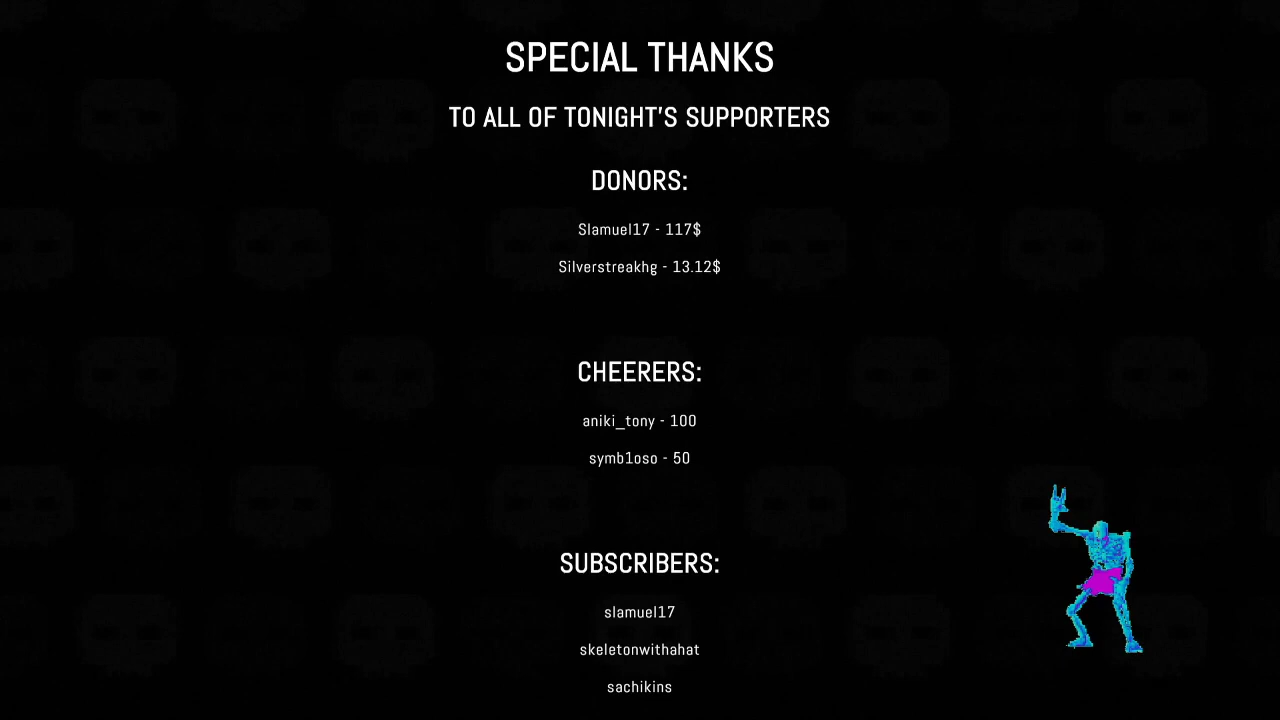 SPECIAL THANKS
TO ALL OF TONIGHT'S SUPPORTERS
DONORS:
Slamuel17 - 117$
Silverstreakhg - 13.12$
CHEERERS:
aniki_tony - 100
symb1oso - 50
SUBSCRIBERS:
slamuel17
skeletonwithahat
sachikins